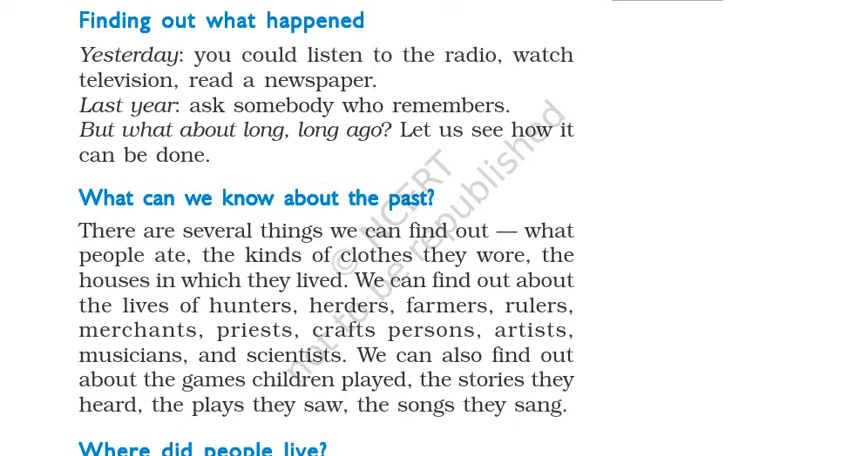 Finding out what happened
Yesterday: you could listen to the radio, watch
television, read a newspaper.
Last year: ask somebody who remembers.
But what about long, long ago? Let us see how it
can be done.
What can we know about the past?
There are several things we can find out — what
people ate, the kinds of clothes they wore, the
houses in which they lived. We can find out about
the lives of hunters, herders, farmers, rulers,
merchants, priests, crafts persons, artists,
musicians, and scientists. We can also find out
about the games children played, the stories they
heard, the plays they saw, the songs they sang.
Where did people live?
© NCERT
not to be republished